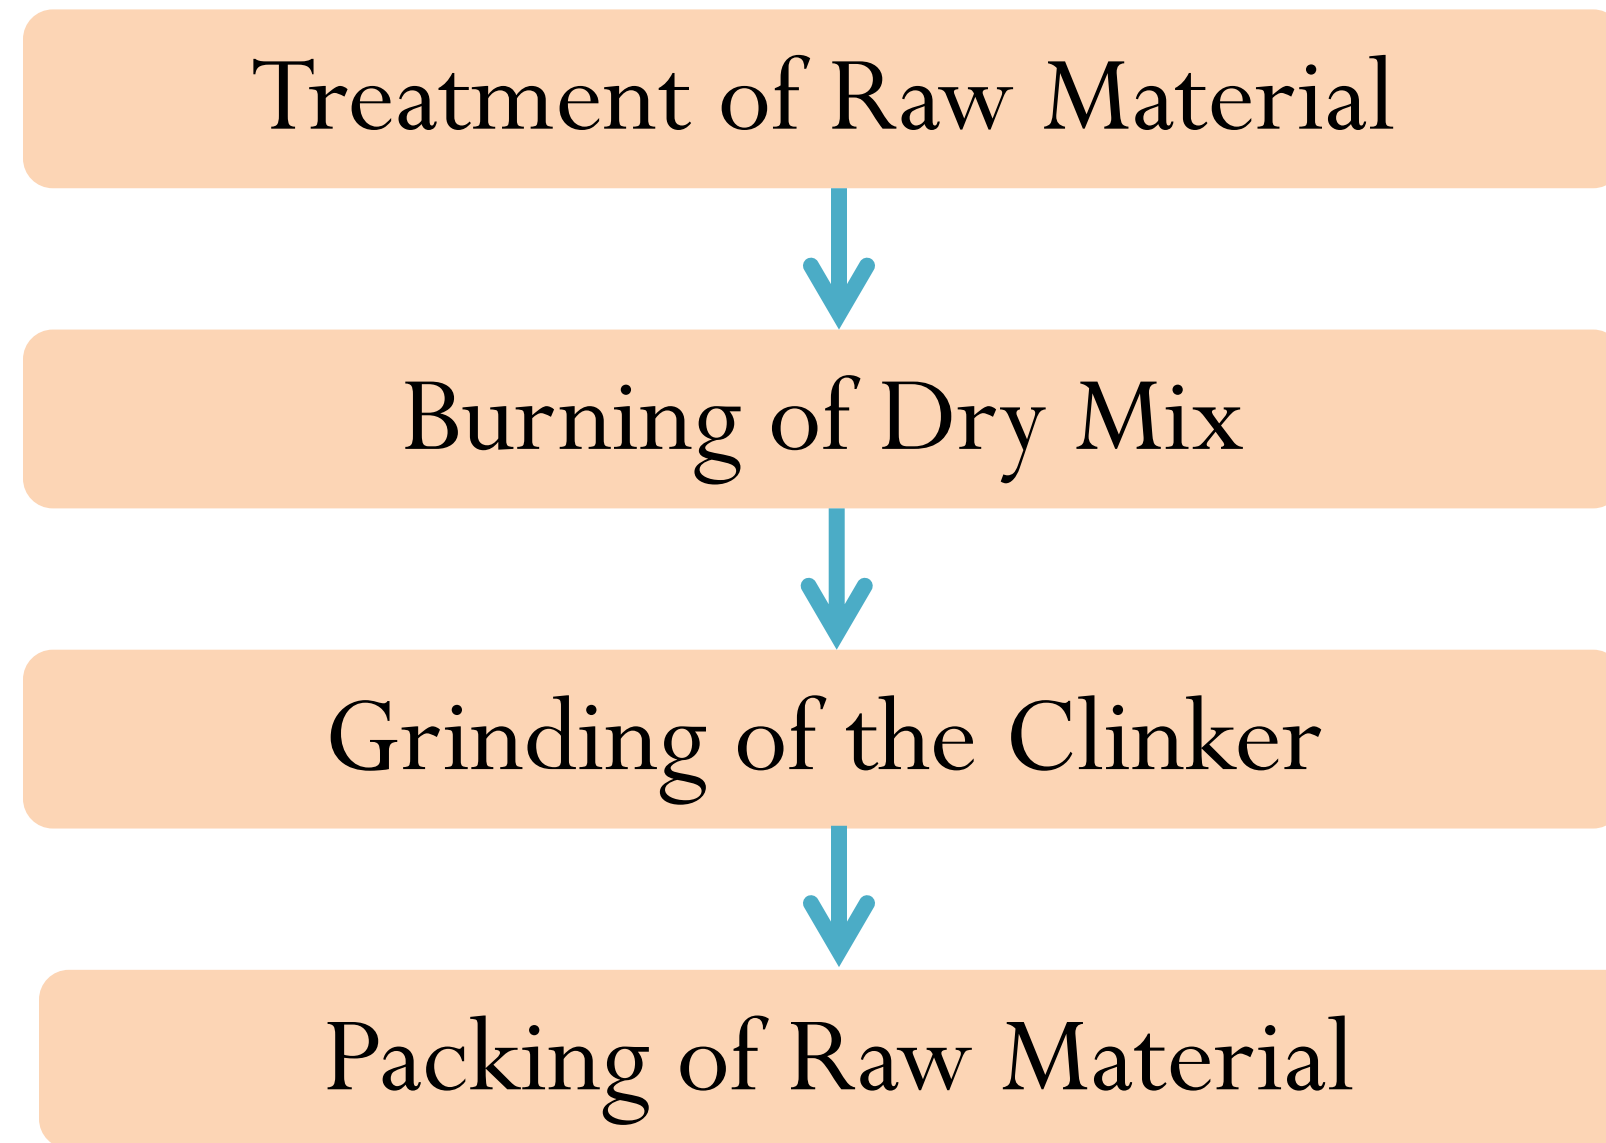 Treatment of Raw Material
Burning of Dry Mix
Grinding of the Clinker
Packing of Raw Material